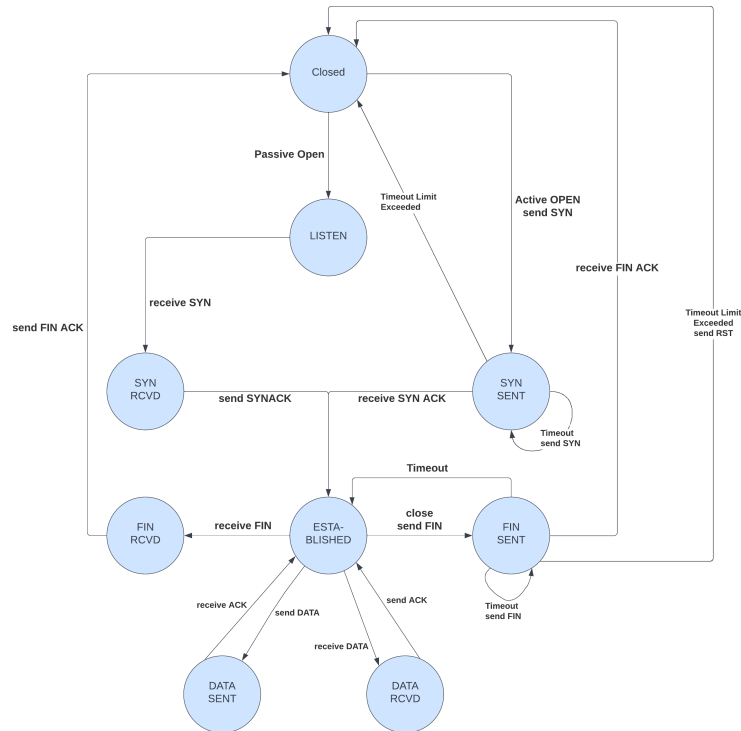 Closed
Passive Open
Timeout Limit
Exceeded
Active OPEN
send SYN
LISTEN
receive FIN ACK
receive SYN
Timeout Limit
Exceeded
send RST
send FIN ACK
SYN
RCVD
send SYNACK
receive SYN ACK
SYN
SENT
Timeout
send SYN
Timeout
FIN
RCVD
receive FIN
ESTA-
BLISHED
close
send FIN
FIN
SENT
receive ACK
send DATA
send ACK
Timeout
send FIN
receive DATA
DATA
SENT
DATA
RCVD